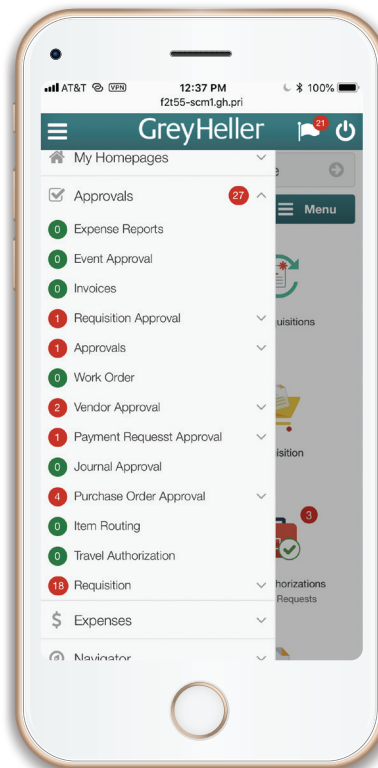 AT&T VPN 12:37 PM 100%
f2t55-scm1.gh.pri
GreyHeller 21
My Homepages
Approvals 27
Menu
0 Expense Reports
0 Event Approval
0 Invoices
1 Requisition Approval
uisitions
1 Approvals
0 Work Order
2 Vendor Approval
1 Payment Requesst Approval
isition
0 Journal Approval
4 Purchase Order Approval
3
0 Item Routing
0 Travel Authorization
18 Requisition
horizations
Requests
$ Expenses
Navigator